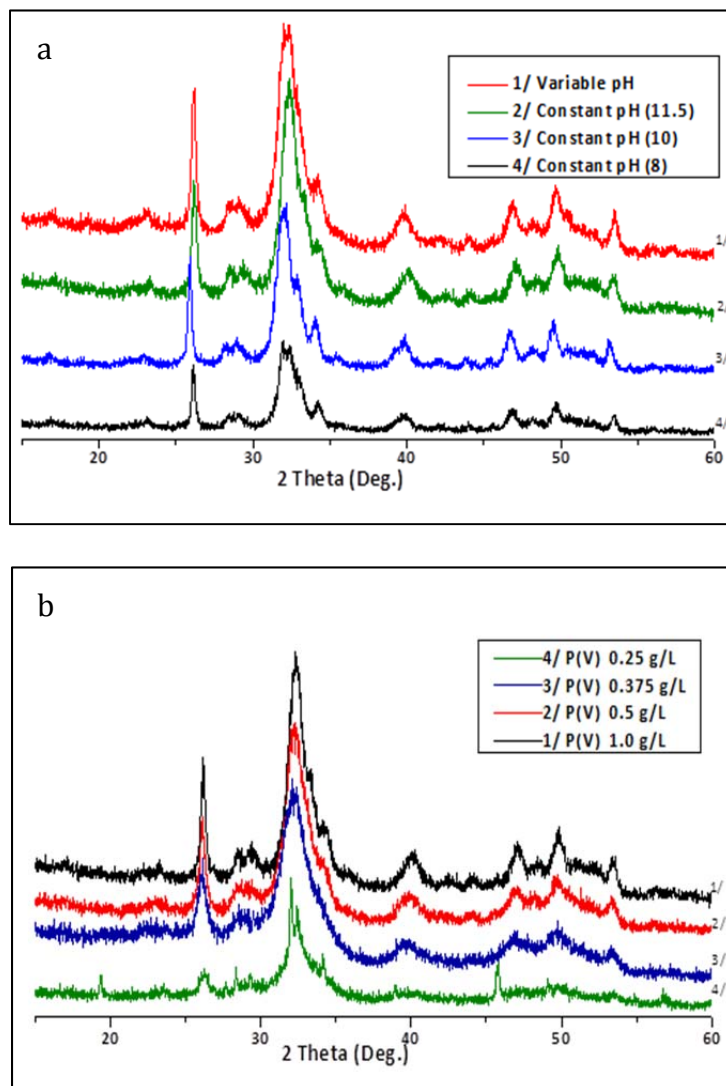 a
1/ Variable pH
2/ Constant pH (11.5)
3/ Constant pH (10)
4/ Constant pH (8)
1/
2/
3/
4/
20 30 40 50 60
2 Theta (Deg.)
b
4/ P(V) 0.25 g/L
3/ P(V) 0.375 g/L
2/ P(V) 0.5 g/L
1/ P(V) 1.0 g/L
1/
2/
3/
4/
20 30 40 50 60
2 Theta (Deg.)